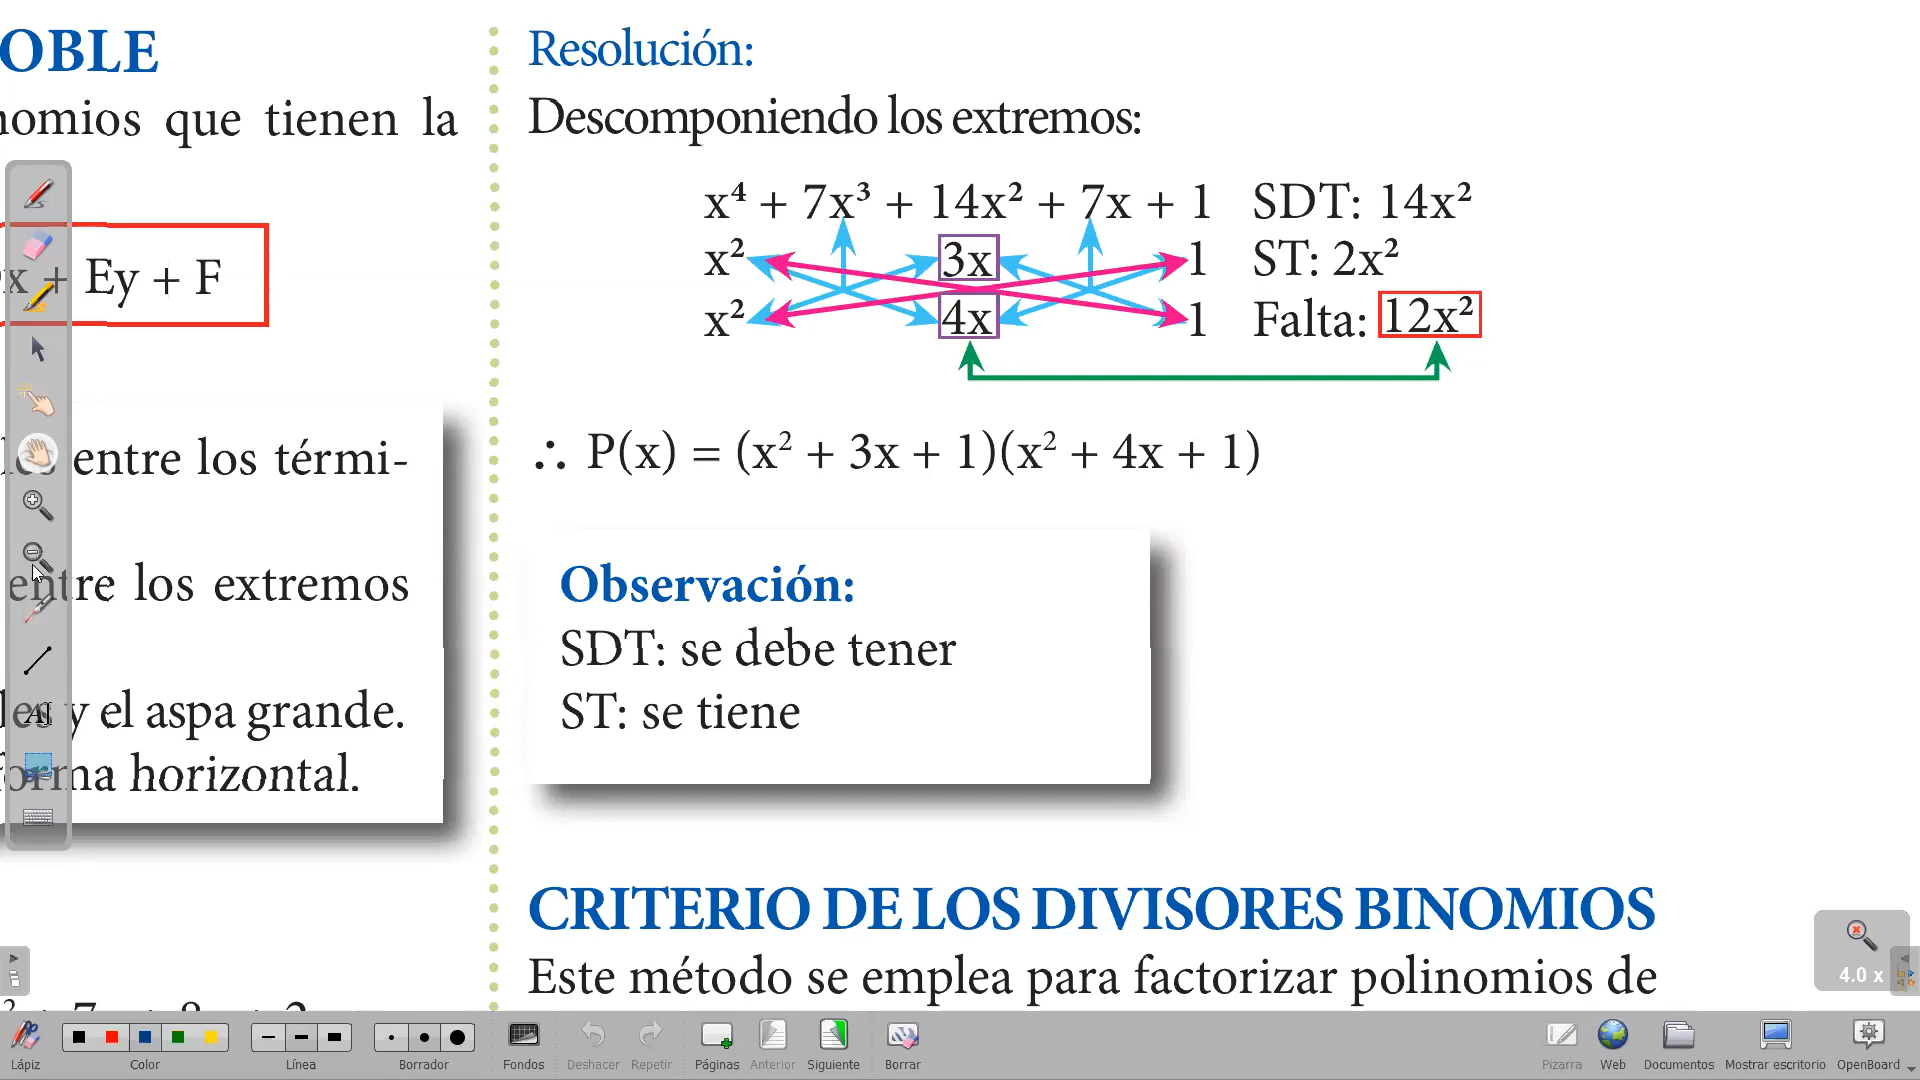 OBLE
nomios que tienen la
x + Ey + F
entre los térmi-
entre los extremos
y el aspa grande.
forma horizontal.
Resolución:
Descomponiendo los extremos:
x⁴ + 7x³ + 14x² + 7x + 1 SDT: 14x²
x² 3x 1 ST: 2x²
x² 4x 1 Falta: 12x²
∴ P(x) = (x² + 3x + 1)(x² + 4x + 1)
Observación:
SDT: se debe tener
ST: se tiene
CRITERIO DE LOS DIVISORES BINOMIOS
Este método se emplea para factorizar polinomios de
4.0 x
Lápiz Color Línea Borrador Fondos Deshacer Repetir Páginas Anterior Siguiente Borrar Pizarra Web Documentos Mostrar escritorio OpenBoard